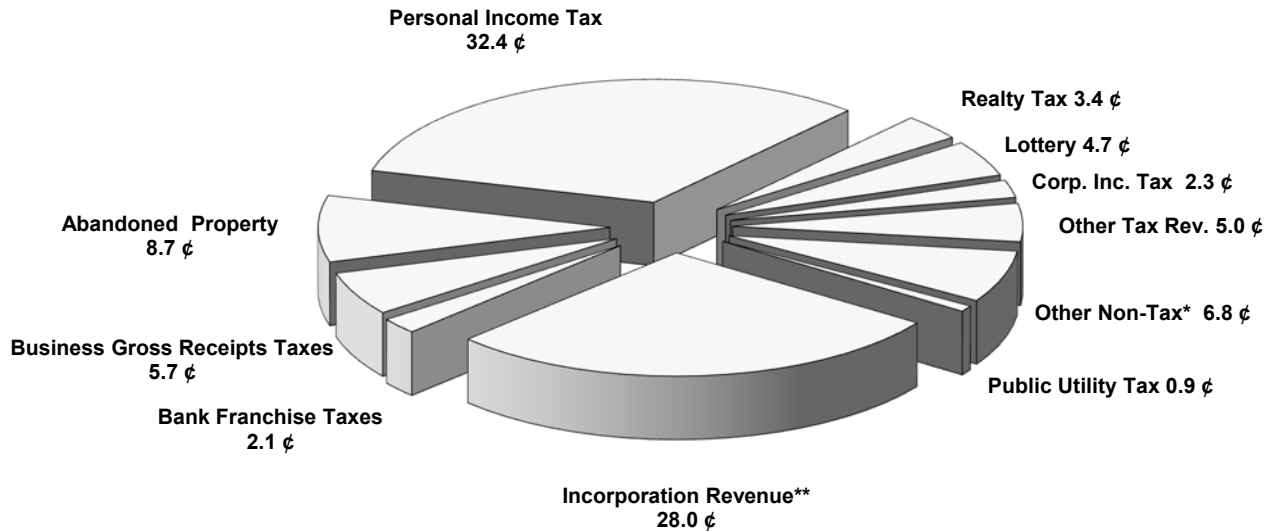 Personal Income Tax
32.4 ¢
Realty Tax 3.4 ¢
Lottery 4.7 ¢
Corp. Inc. Tax 2.3 ¢
Other Tax Rev. 5.0 ¢
Other Non-Tax* 6.8 ¢
Public Utility Tax 0.9 ¢
Incorporation Revenue**
28.0 ¢
Bank Franchise Taxes
2.1 ¢
Business Gross Receipts Taxes
5.7 ¢
Abandoned Property
8.7 ¢